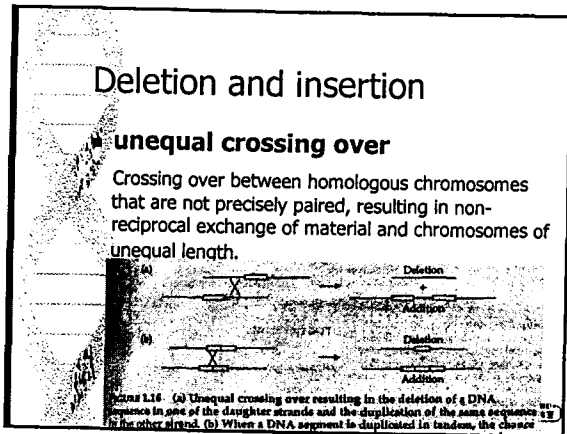 Deletion and insertion
unequal crossing over
Crossing over between homologous chromosomes
that are not precisely paired, resulting in non-
reciprocal exchange of material and chromosomes of
unequal length.
(a)
Deletion
+
Addition
(b)
Deletion
+
Addition
1.16 (a) Unequal crossing over resulting in the deletion of a DNA
sequence in one of the daughter strands and the duplication of the same sequence
in the other strand. (b) When a DNA segment is duplicated in tandem, the chance